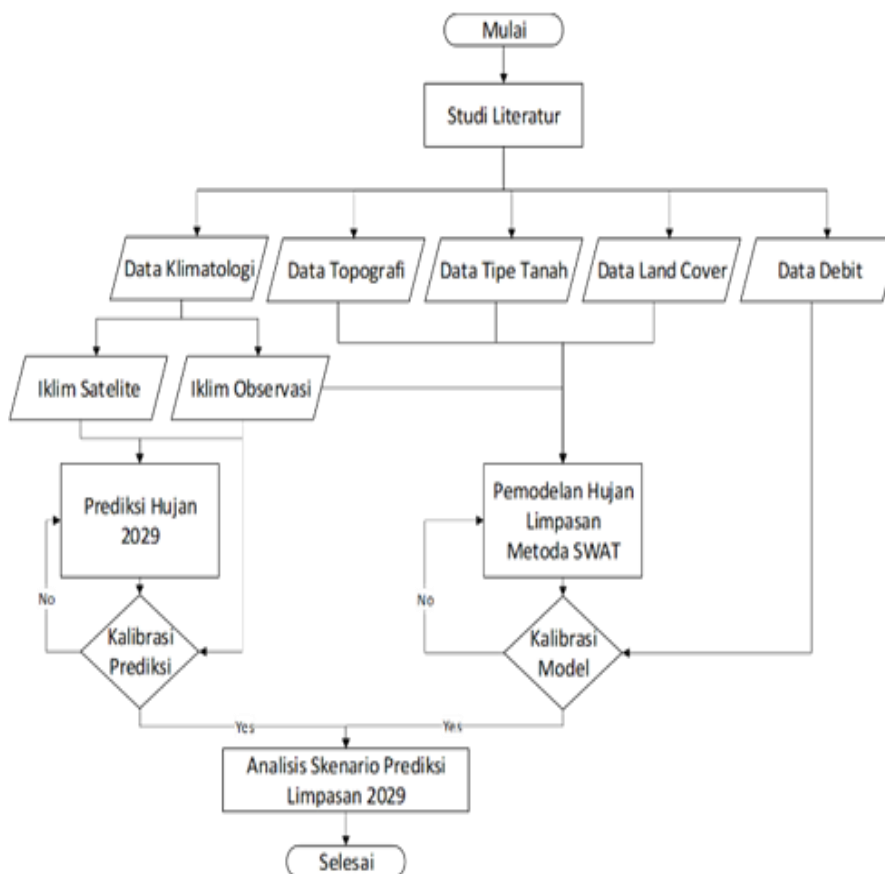 Mulai
Studi Literatur
Data Klimatologi
Data Topografi
Data Tipe Tanah
Data Land Cover
Data Debit
Iklim Satelite
Iklim Observasi
Prediksi Hujan
2029
Pemodelan Hujan
Limpasan
Metoda SWAT
No
No
Kalibrasi
Prediksi
Kalibrasi
Model
Yes
Yes
Analisis Skenario Prediksi
Limpasan 2029
Selesai